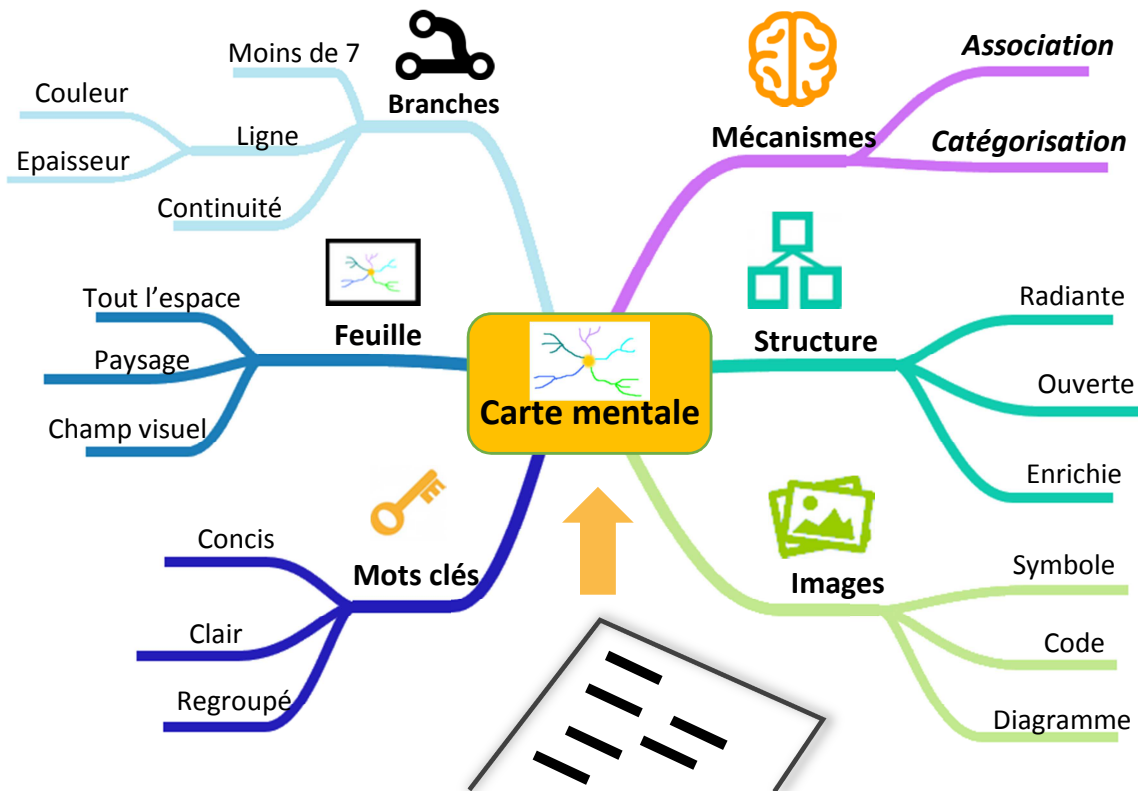 Carte mentale
Branches
Moins de 7
Ligne
Couleur
Epaisseur
Continuité
Feuille
Tout l’espace
Paysage
Champ visuel
Mots clés
Concis
Clair
Regroupé
Mécanismes
Association
Catégorisation
Structure
Radiante
Ouverte
Enrichie
Images
Symbole
Code
Diagramme